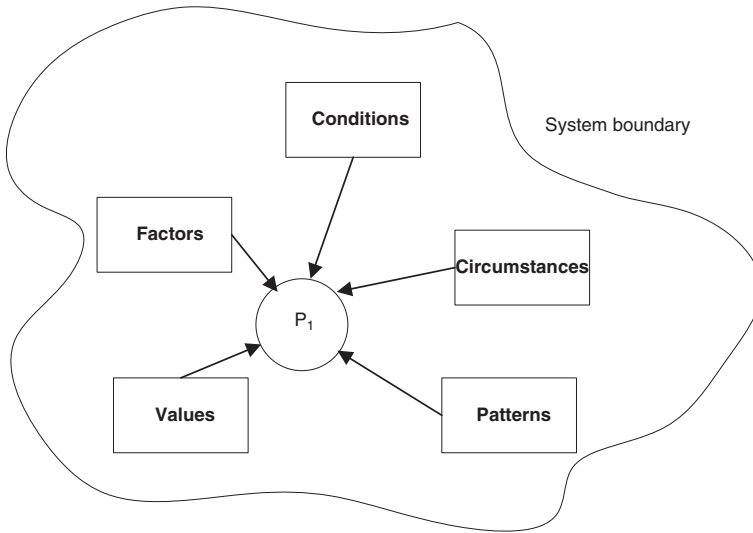 Conditions
System boundary
Factors
Circumstances
P₁
Values
Patterns